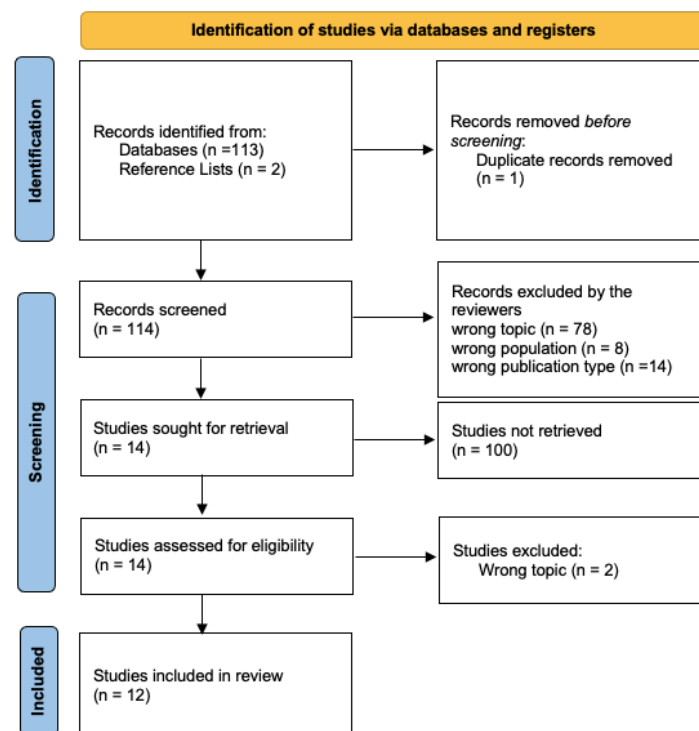 Identification of studies via databases and registers
Identification
Records identified from:
Databases (n =113)
Reference Lists (n = 2)
Records removed before
screening:
Duplicate records removed
(n = 1)
Screening
Records screened
(n = 114)
Records excluded by the
reviewers
wrong topic (n = 78)
wrong population (n = 8)
wrong publication type (n =14)
Studies sought for retrieval
(n = 14)
Studies not retrieved
(n = 100)
Studies assessed for eligibility
(n = 14)
Studies excluded:
Wrong topic (n = 2)
Included
Studies included in review
(n = 12)